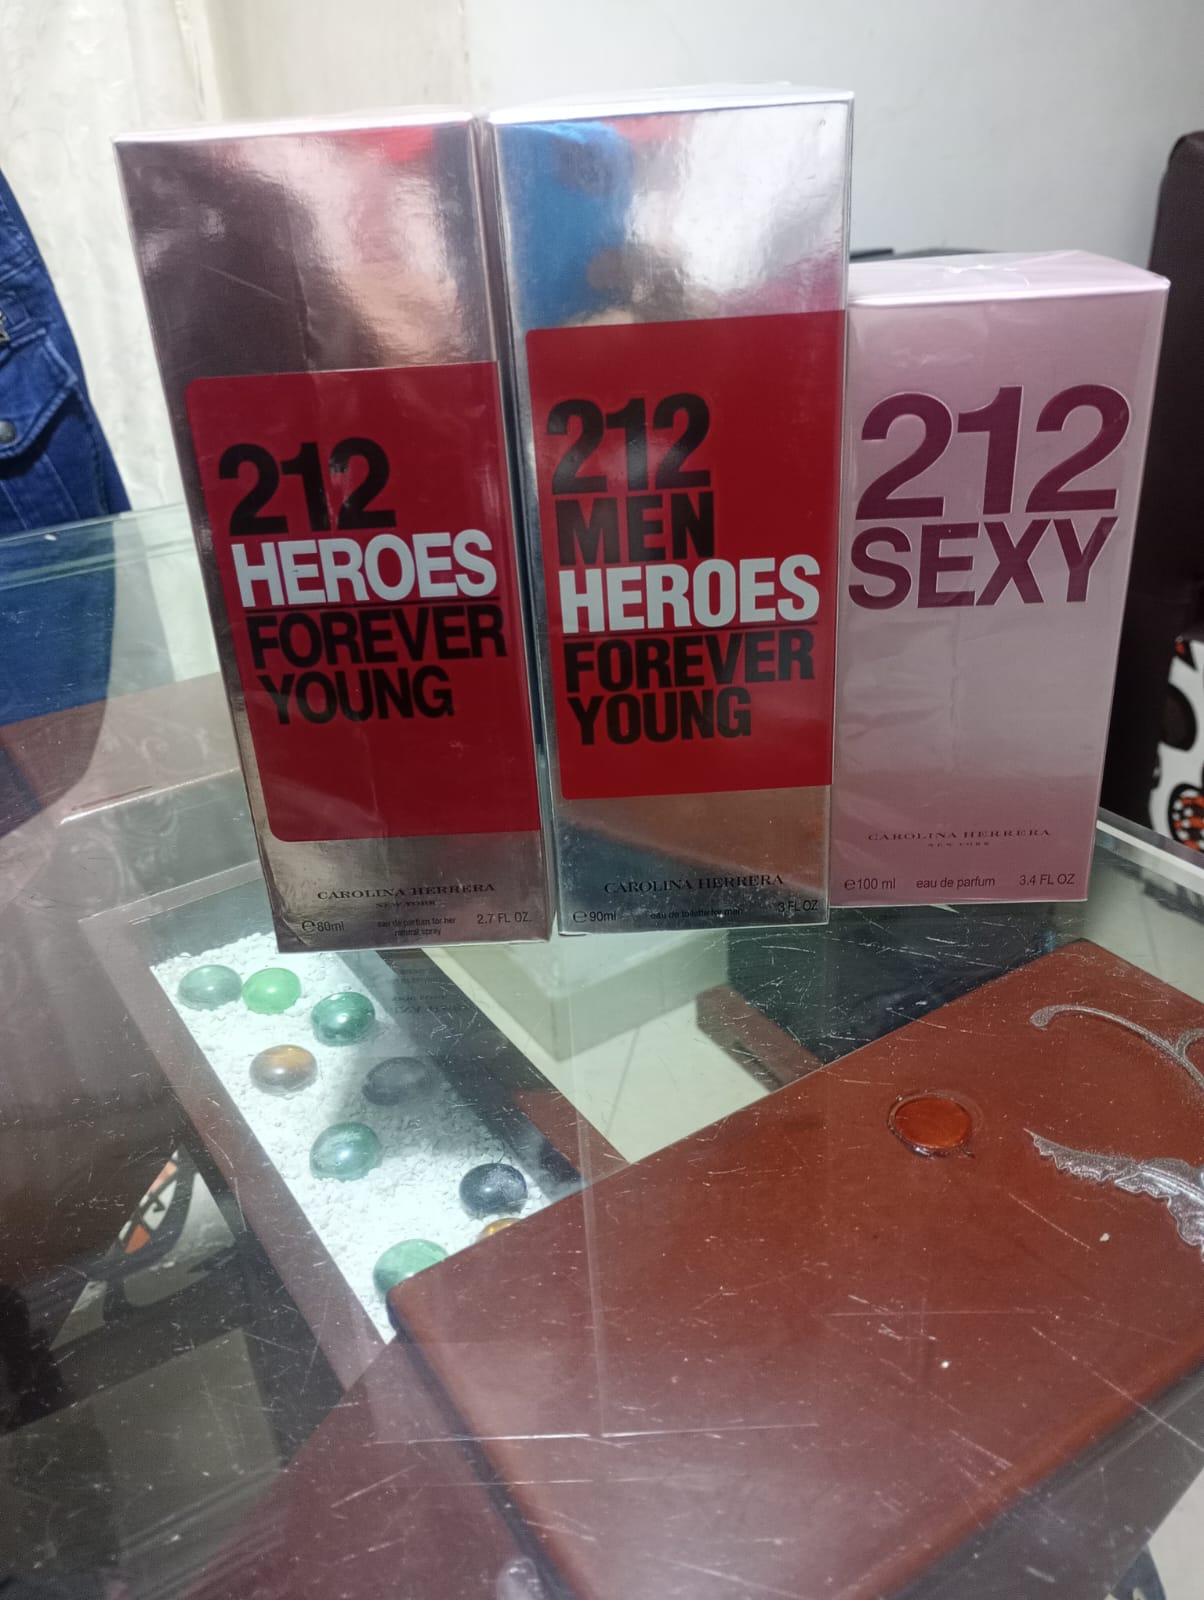 212
HEROES
FOREVER
YOUNG
CAROLINA HERRERA
NEW YORK
℮80ml eau de parfum for her 2.7 FL OZ.
natural spray
212
MEN
HEROES
FOREVER
YOUNG
CAROLINA HERRERA
℮90ml eau de toilette for men 3 FL OZ
212
SEXY
CAROLINA HERRERA
NEW YORK
℮100 ml eau de parfum 3.4 FL OZ